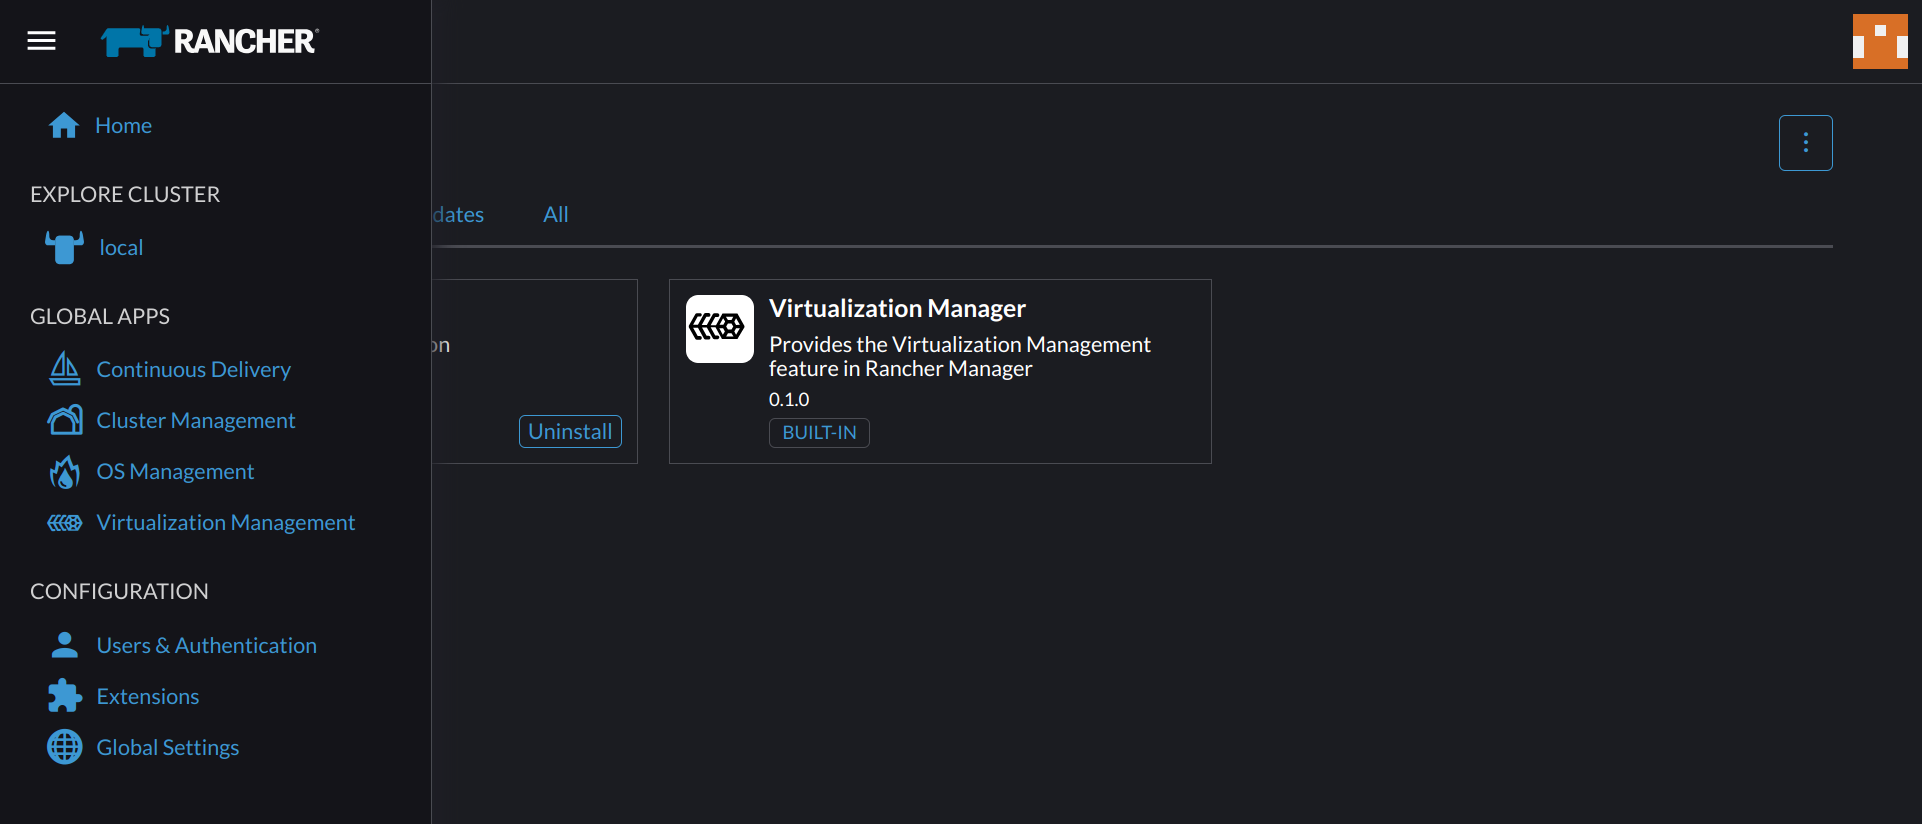 RANCHER
Home
EXPLORE CLUSTER
local
GLOBAL APPS
Continuous Delivery
Cluster Management
OS Management
Virtualization Management
CONFIGURATION
Users & Authentication
Extensions
Global Settings
dates All
on
Uninstall
Virtualization Manager
Provides the Virtualization Management
feature in Rancher Manager
0.1.0
BUILT-IN